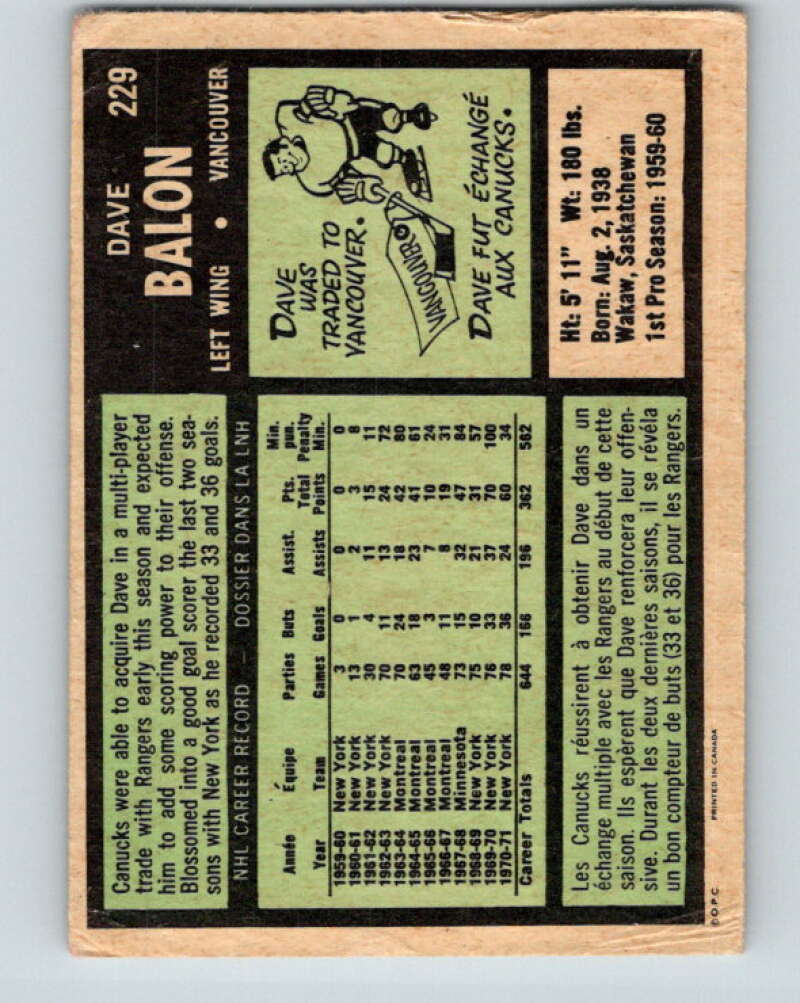 DAVE 229
BALON
LEFT WING • VANCOUVER
Canucks were able to acquire Dave in a multi-player
trade with Rangers early this season and expected
him to add some scoring power to their offense.
Blossomed into a good goal scorer the last two sea-
sons with New York as he recorded 33 and 36 goals.
DAVE
WAS
TRADED TO
VANCOUVER.
VANCOUVER
DAVE FUT ÉCHANGÉ
AUX CANUCKS.
NHL CAREER RECORD — DOSSIER DANS LA LNH
Min.
Pts. pun.
Année Équipe Parties Buts Assist. Total Penalty
Year Team Games Goals Assists Points Min.
1959-60 New York 3 0 0 0 0
1960-61 New York 13 1 2 3 8
1961-62 New York 30 4 11 15 11
1962-63 New York 70 11 13 24 72
1963-64 Montreal 70 24 18 42 80
1964-65 Montreal 63 18 23 41 61
1965-66 Montreal 45 3 7 10 24
1966-67 Montreal 48 11 8 19 31
1967-68 Minnesota 73 15 32 47 84
1968-69 New York 75 10 21 31 57
1969-70 New York 76 33 37 70 100
1970-71 New York 78 36 24 60 34
Career Totals 644 166 196 362 562
Ht: 5' 11" Wt: 180 lbs.
Born: Aug. 2, 1938
Wakaw, Saskatchewan
1st Pro Season: 1959-60
Les Canucks réussirent à obtenir Dave dans un
échange multiple avec les Rangers au début de cette
saison. Ils espèrent que Dave renforcera leur offen-
sive. Durant les deux dernières saisons, il se révéla
un bon compteur de buts (33 et 36) pour les Rangers.
© O.P.C. PRINTED IN CANADA